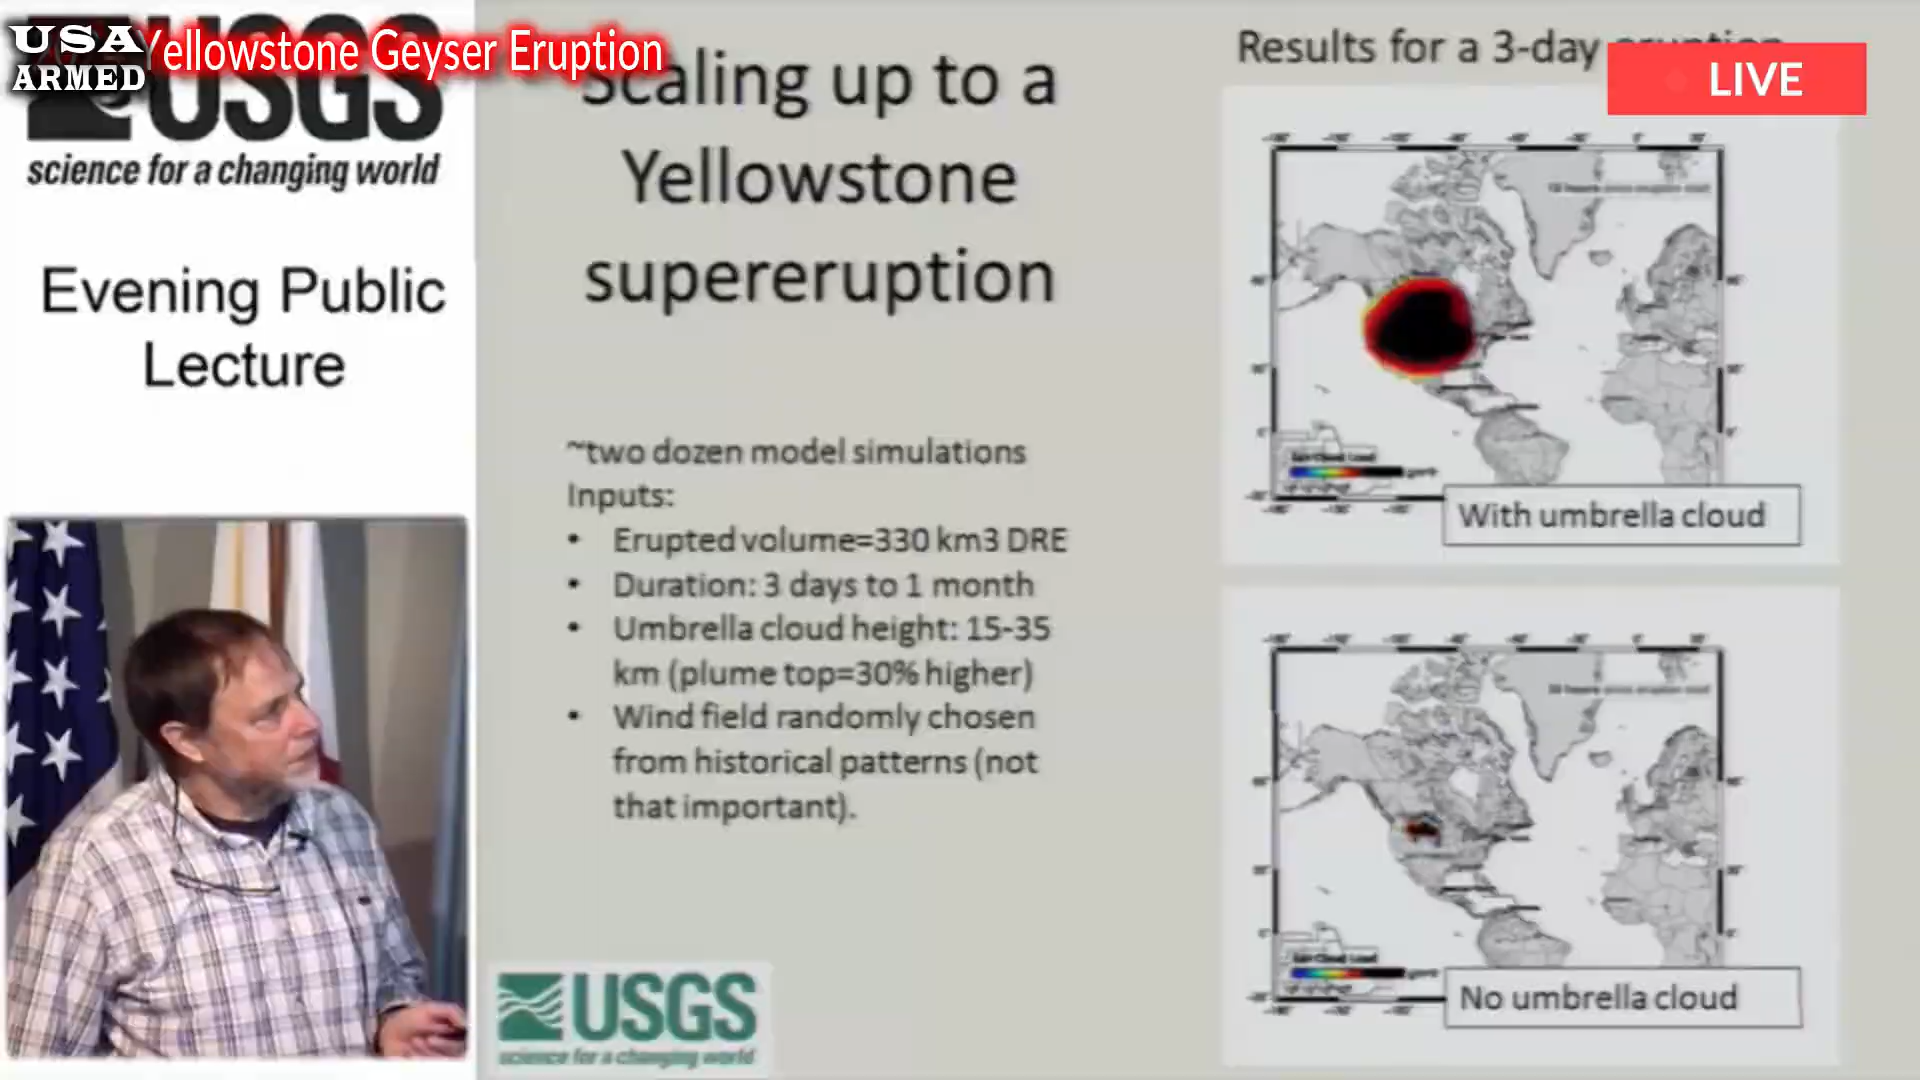 USA
ARMED
Yellowstone Geyser Eruption
USGS
science for a changing world
Evening Public
Lecture
Scaling up to a
Yellowstone
supereruption
~two dozen model simulations
Inputs:
• Erupted volume=330 km3 DRE
• Duration: 3 days to 1 month
• Umbrella cloud height: 15-35
km (plume top=30% higher)
• Wind field randomly chosen
from historical patterns (not
that important).
USGS
science for a changing world
Results for a 3-day eruption
LIVE
With umbrella cloud
No umbrella cloud